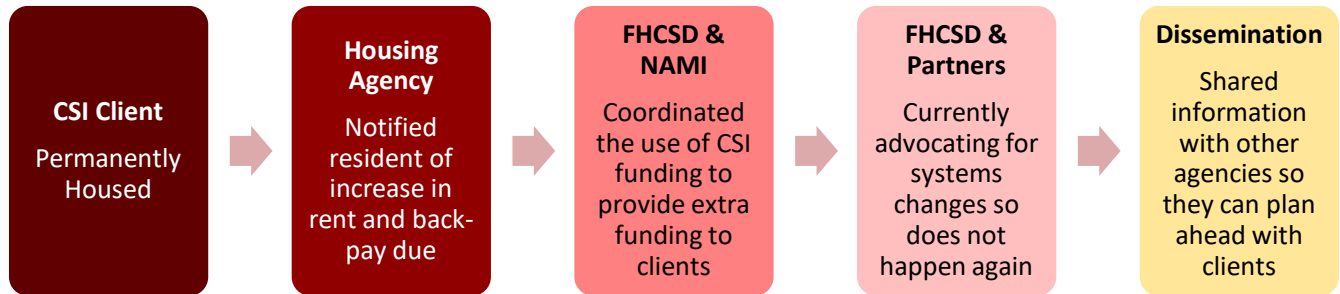 CSI Client
Permanently
Housed
Housing
Agency
Notified
resident of
increase in
rent and back-
pay due
FHCSD &
NAMI
Coordinated
the use of CSI
funding to
provide extra
funding to
clients
FHCSD &
Partners
Currently
advocating for
systems
changes so
does not
happen again
Dissemination
Shared
information
with other
agencies so
they can plan
ahead with
clients